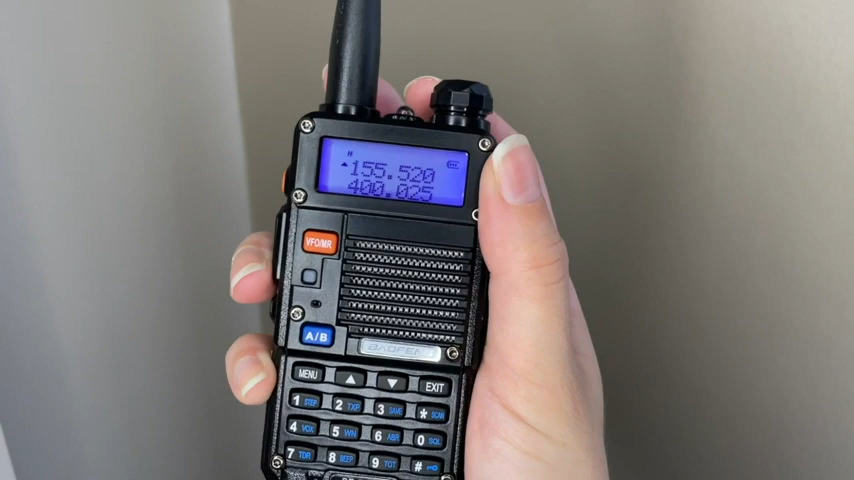 N
155.520
400.025
VFO/MR
A/B
BAOFENG
MENU ▲ ▼ EXIT
1 STEP 2 TXP 3 SAVE * SCAN
4 VOX 5 WN 6 ABR 0 SQL
7 TDR 8 BEEP 9 TOT #